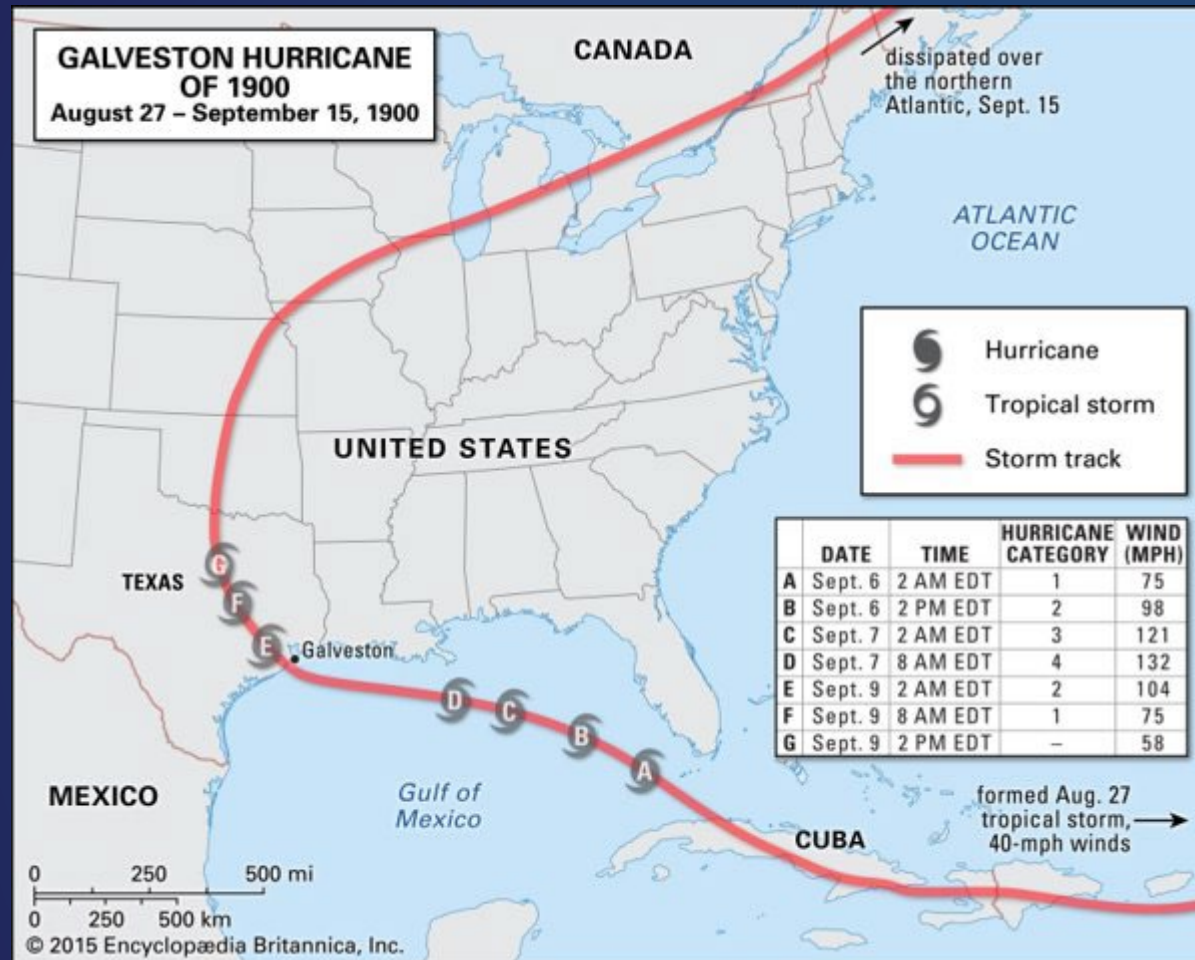 GALVESTON HURRICANE
OF 1900
August 27 – September 15, 1900
CANADA
dissipated over
the northern
Atlantic, Sept. 15
ATLANTIC
OCEAN
Hurricane
Tropical storm
Storm track
UNITED STATES
DATE TIME HURRICANE CATEGORY WIND (MPH)
A Sept. 6 2 AM EDT 1 75
B Sept. 6 2 PM EDT 2 98
C Sept. 7 2 AM EDT 3 121
D Sept. 7 8 AM EDT 4 132
E Sept. 9 2 AM EDT 2 104
F Sept. 9 8 AM EDT 1 75
G Sept. 9 2 PM EDT – 58
G
TEXAS
F
E
Galveston
D
C
B
A
MEXICO
Gulf of
Mexico
CUBA
formed Aug. 27
tropical storm,
40-mph winds
0 250 500 mi
0 250 500 km
© 2015 Encyclopædia Britannica, Inc.